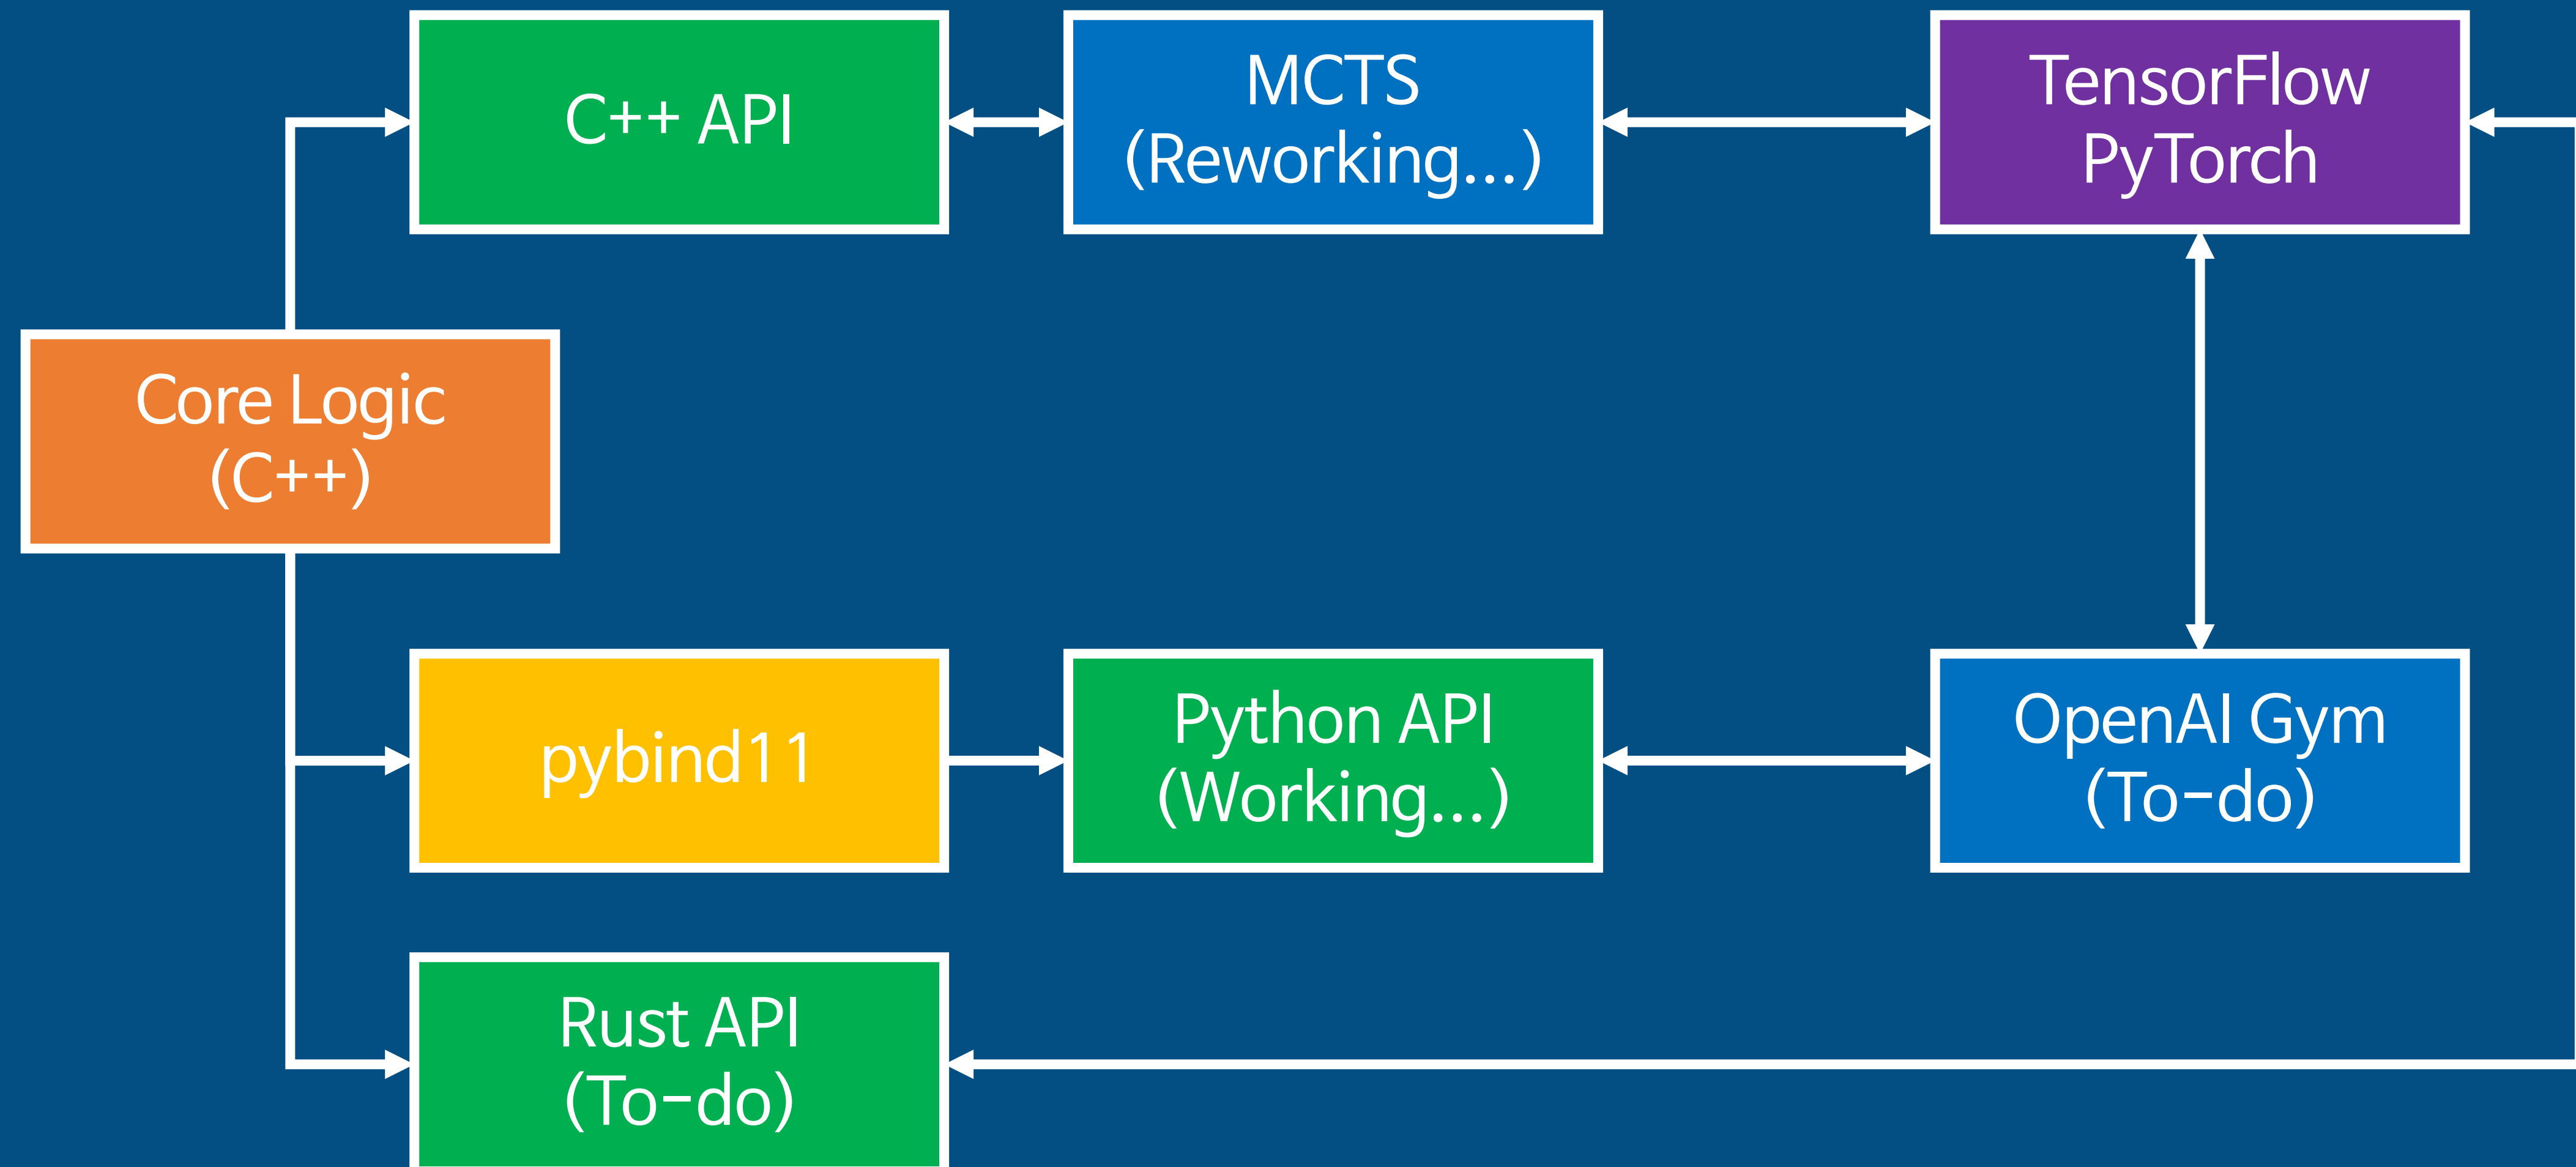 C++ API
MCTS
(Reworking...)
TensorFlow
PyTorch
Core Logic
(C++)
pybind11
Python API
(Working...)
OpenAI Gym
(To-do)
Rust API
(To-do)